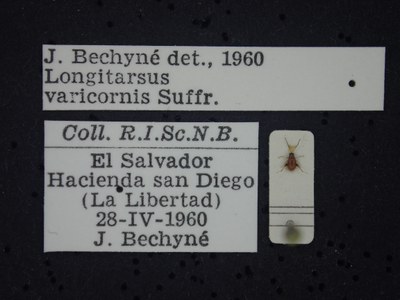 J. Bechyné det., 1960
Longitarsus
varicornis Suffr.
Coll. R.I.Sc.N.B.
El Salvador
Hacienda san Diego
(La Libertad)
28-IV-1960
J. Bechyné